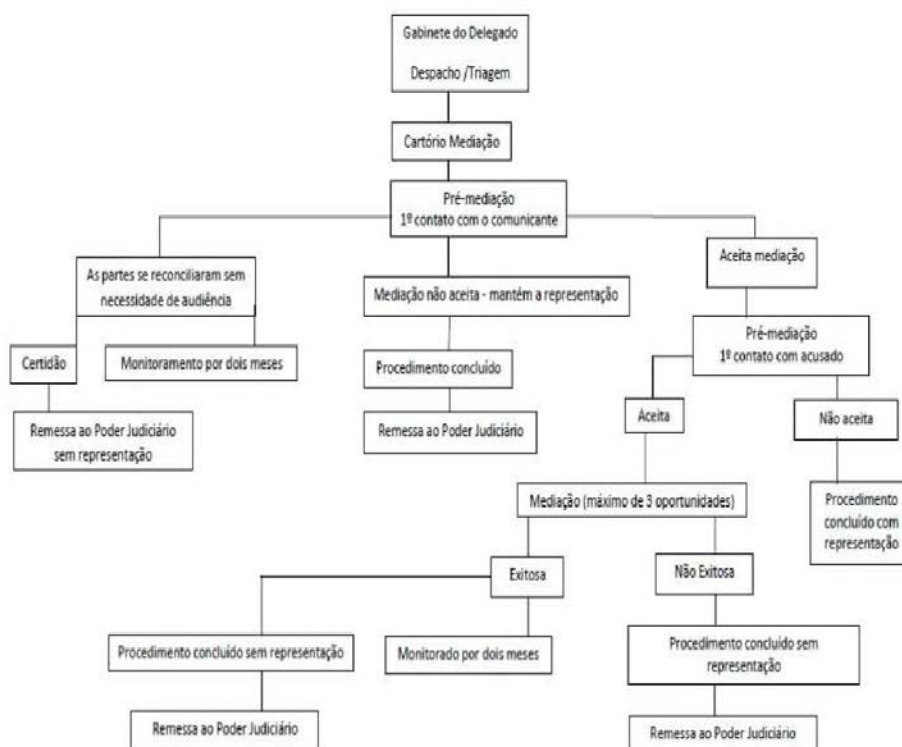 Gabinete do Delegado
Despacho /Triagem
Cartório Mediação
Pré-mediação
1º contato com o comunicante
As partes se reconciliaram sem
necessidade de audiência
Mediação não aceita - mantém a representação
Aceita mediação
Certidão
Monitoramento por dois meses
Procedimento concluído
Pré-mediação
1º contato com acusado
Remessa ao Poder Judiciário
sem representação
Remessa ao Poder Judiciário
Aceita
Não aceita
Mediação (máximo de 3 oportunidades)
Procedimento
concluído com
representação
Exitosa
Não Exitosa
Procedimento concluído sem representação
Monitorado por dois meses
Procedimento concluído sem
representação
Remessa ao Poder Judiciário
Remessa ao Poder Judiciário